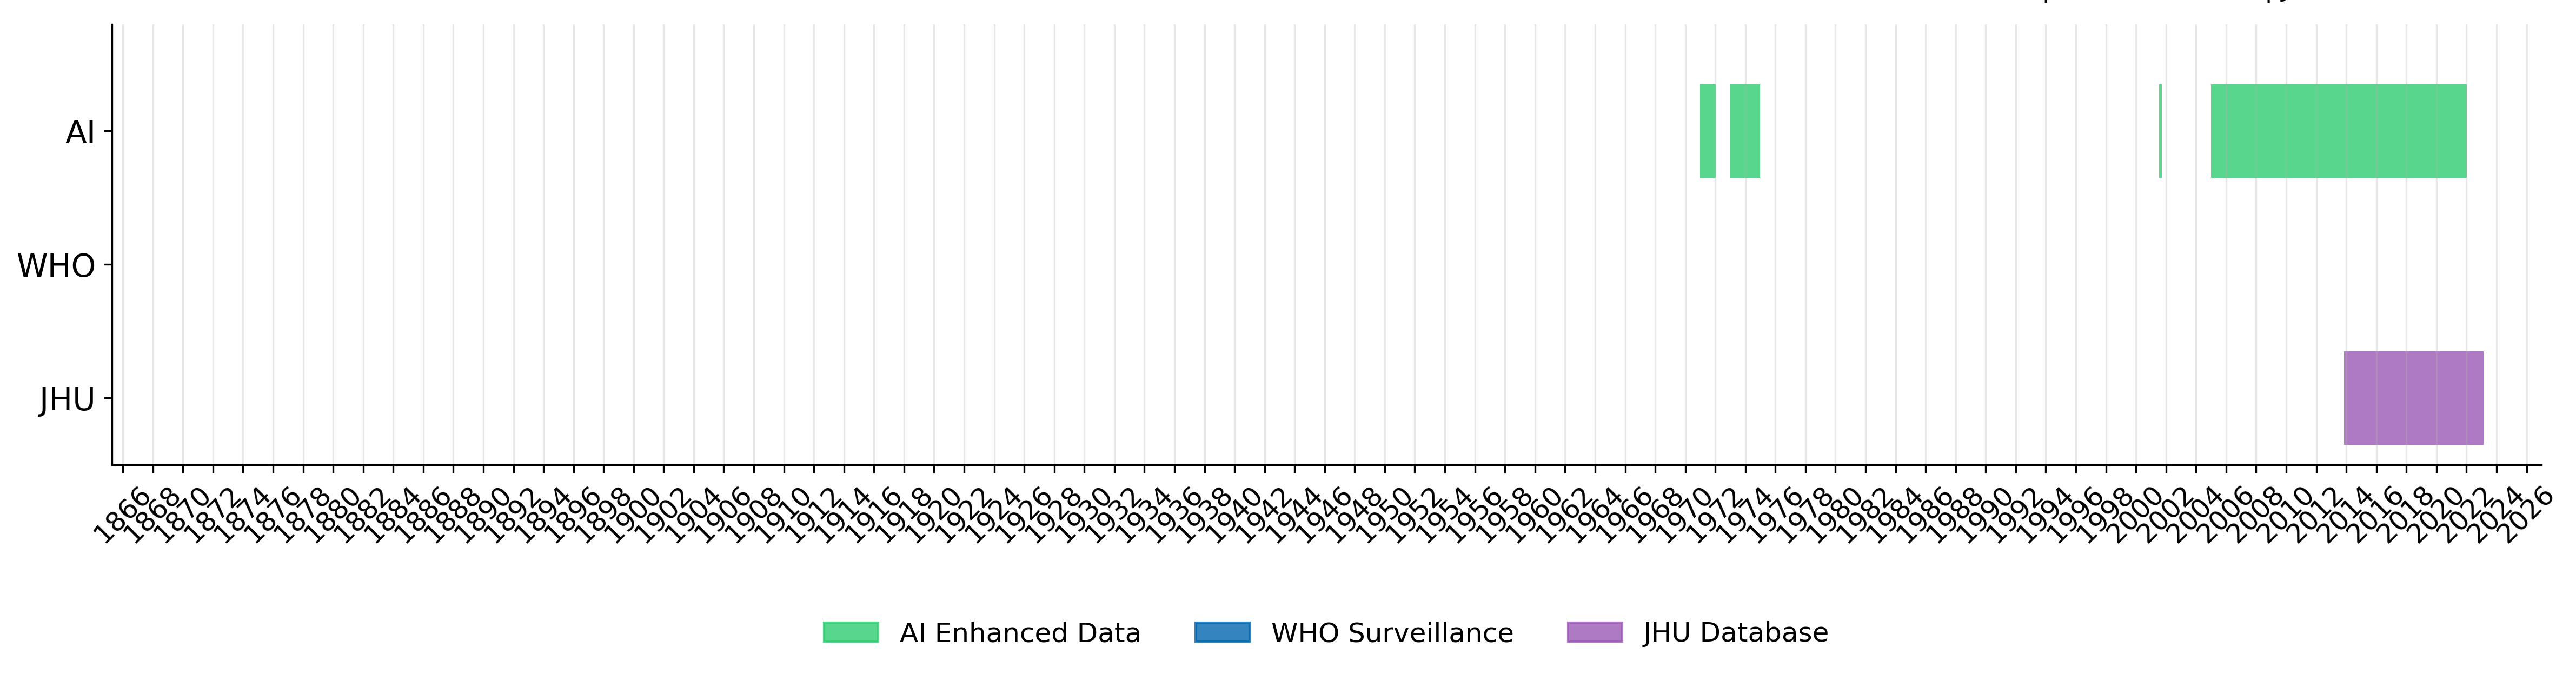 AI
WHO
JHU
1866 1868 1870 1872 1874 1876 1878 1880 1882 1884 1886 1888 1890 1892 1894 1896 1898 1900 1902 1904 1906 1908 1910 1912 1914 1916 1918 1920 1922 1924 1926 1928 1930 1932 1934 1936 1938 1940 1942 1944 1946 1948 1950 1952 1954 1956 1958 1960 1962 1964 1966 1968 1970 1972 1974 1976 1978 1980 1982 1984 1986 1988 1990 1992 1994 1996 1998 2000 2002 2004 2006 2008 2010 2012 2014 2016 2018 2020 2022 2024 2026
AI Enhanced Data WHO Surveillance JHU Database